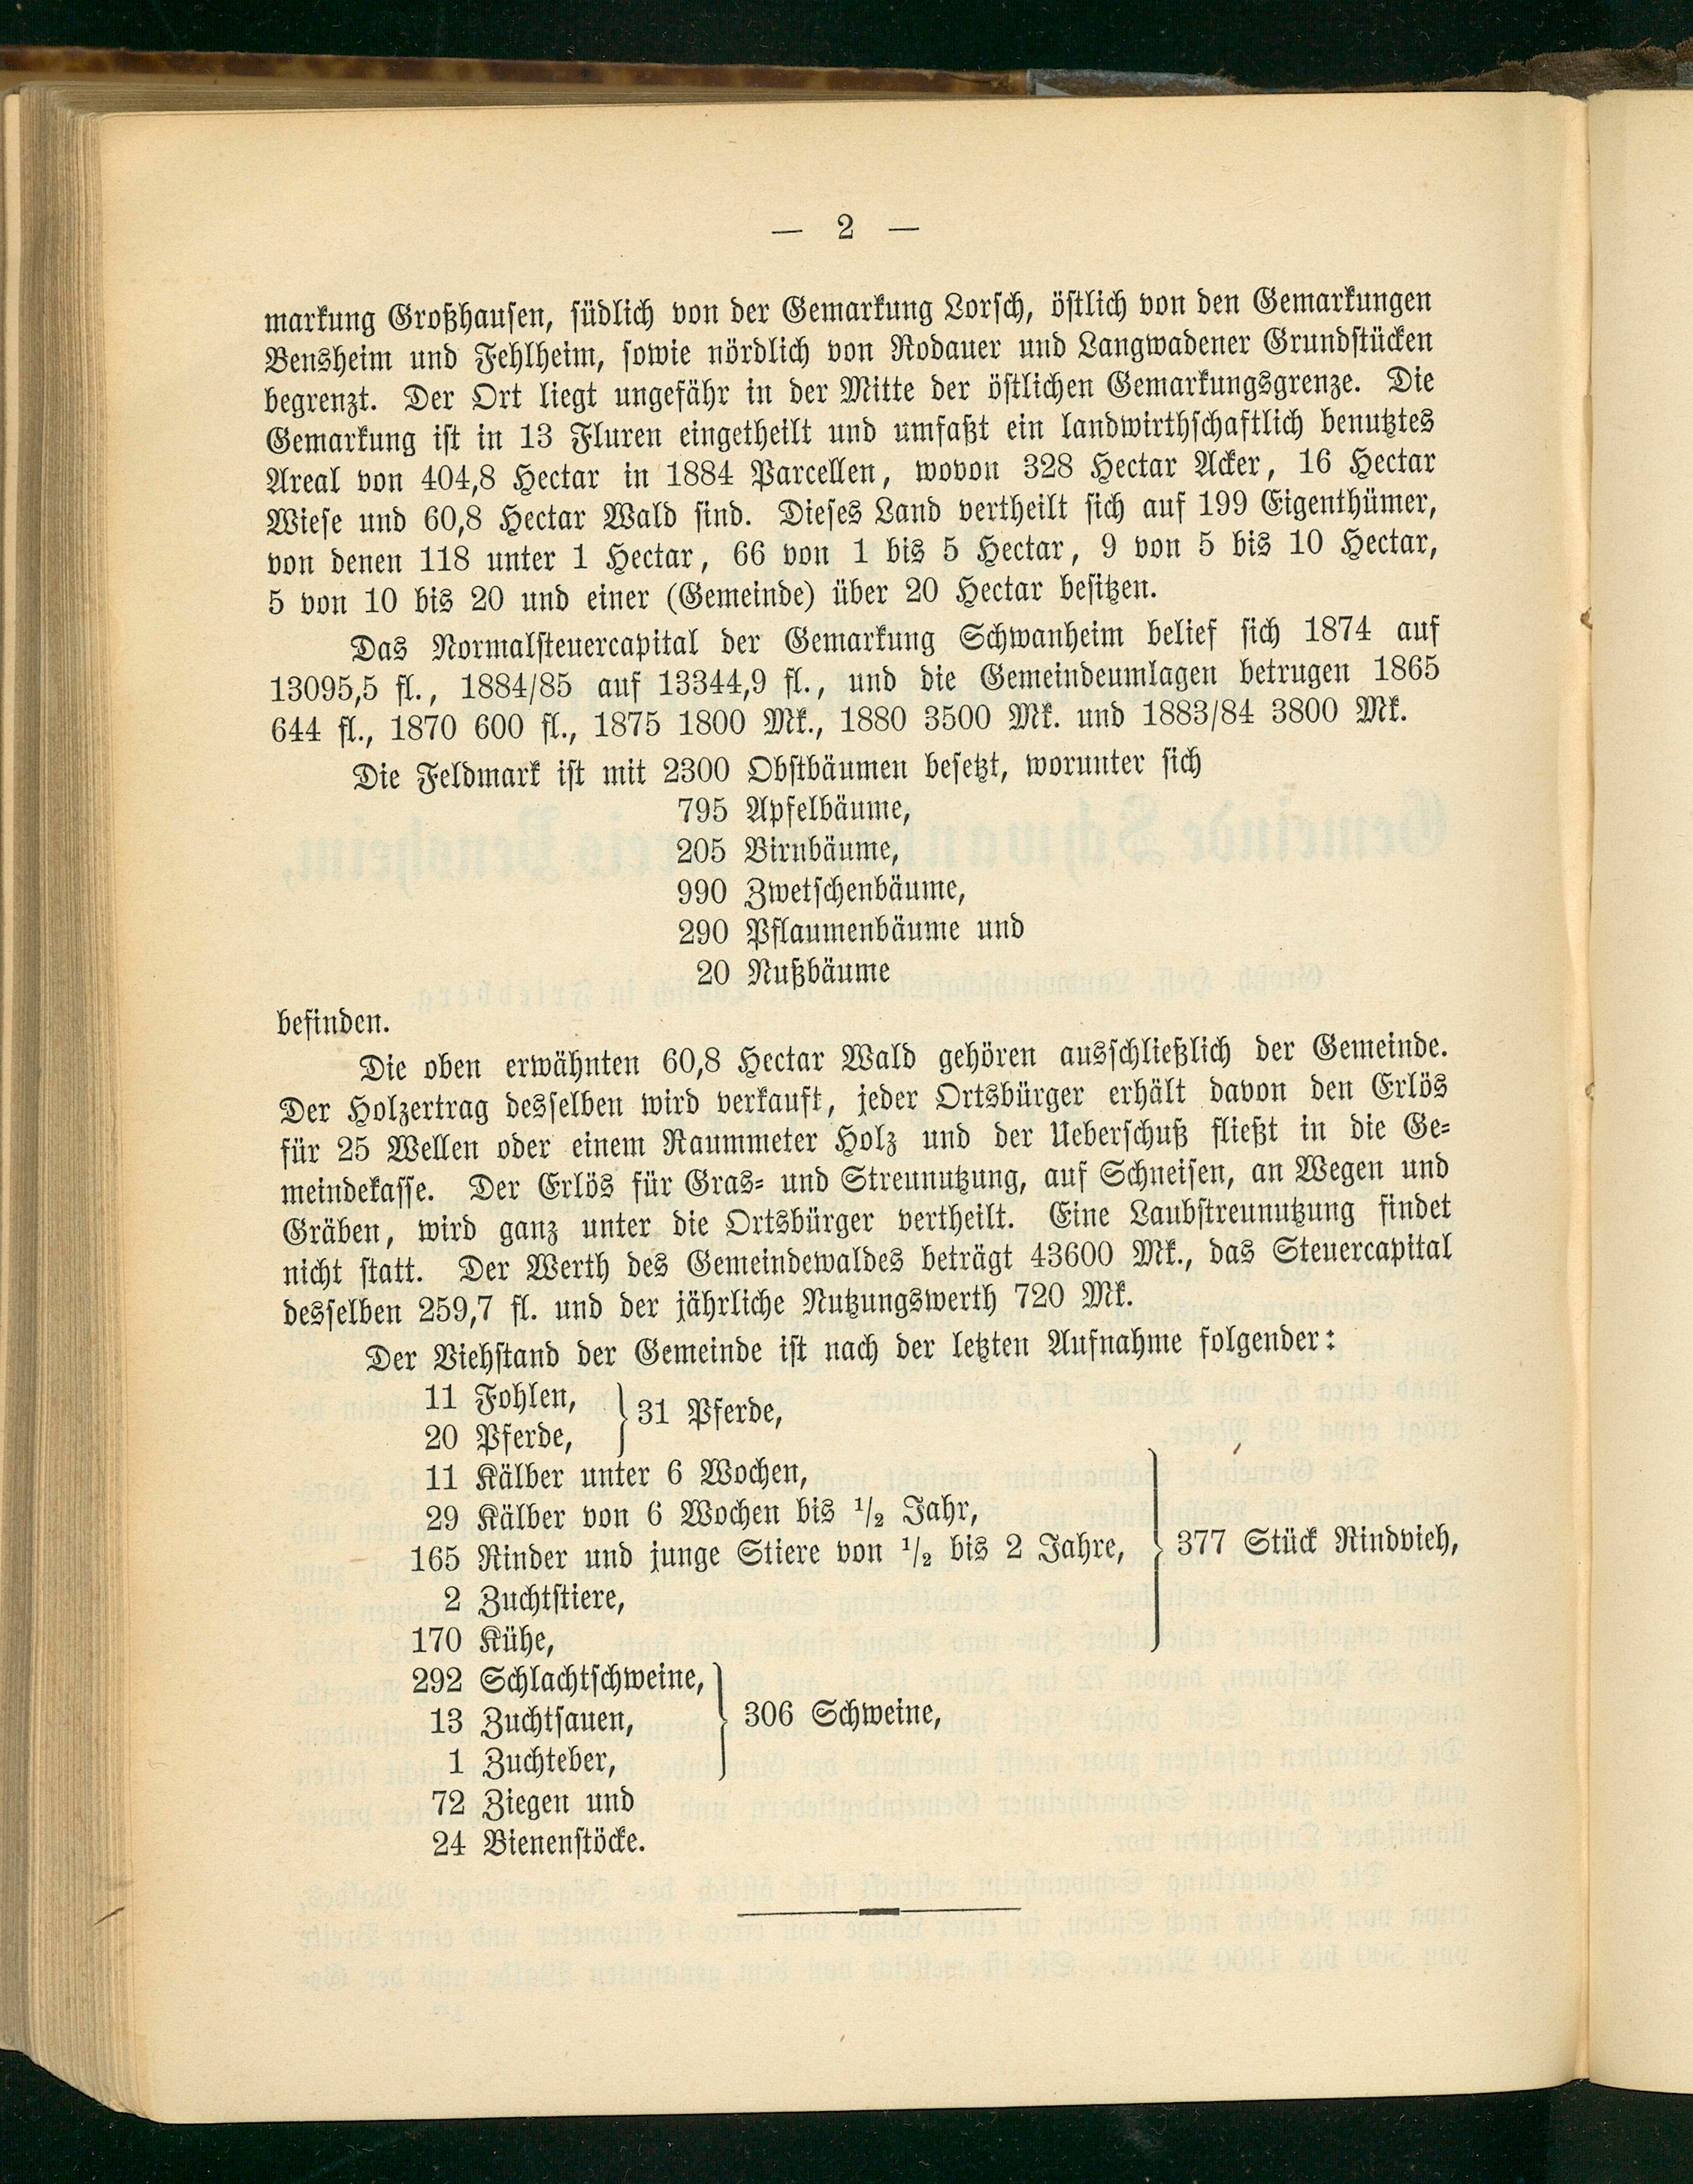 — 2 —
markung Großhausen, südlich von der Gemarkung Lorsch, östlich von den Gemarkungen
Bensheim und Fehlheim, sowie nördlich von Rodauer und Langwadener Grundstücken
begrenzt. Der Ort liegt ungefähr in der Mitte der östlichen Gemarkungsgrenze. Die
Gemarkung ist in 13 Fluren eingetheilt und umfaßt ein landwirthschaftlich benutztes
Areal von 404,8 Hectar in 1884 Parcellen, wovon 328 Hectar Acker, 16 Hectar
Wiese und 60,8 Hectar Wald sind. Dieses Land vertheilt sich auf 199 Eigenthümer,
von denen 118 unter 1 Hectar, 66 von 1 bis 5 Hectar, 9 von 5 bis 10 Hectar,
5 von 10 bis 20 und einer (Gemeinde) über 20 Hectar besitzen.
Das Normalsteuercapital der Gemarkung Schwanheim belief sich 1874 auf
13095,5 fl., 1884/85 auf 13344,9 fl., und die Gemeindeumlagen betrugen 1865
644 fl., 1870 600 fl., 1875 1800 Mk., 1880 3500 Mk. und 1883/84 3800 Mk.
Die Feldmark ist mit 2300 Obstbäumen besetzt, worunter sich
795 Apfelbäume,
205 Birnbäume,
990 Zwetschenbäume,
290 Pflaumenbäume und
20 Nußbäume
befinden.
Die oben erwähnten 60,8 Hectar Wald gehören ausschließlich der Gemeinde.
Der Holzertrag desselben wird verkauft, jeder Ortsbürger erhält davon den Erlös
für 25 Wellen oder einem Raummeter Holz und der Ueberschuß fließt in die Ge-
meindekasse. Der Erlös für Gras- und Streunutzung, auf Schneisen, an Wegen und
Gräben, wird ganz unter die Ortsbürger vertheilt. Eine Laubstreunutzung findet
nicht statt. Der Werth des Gemeindewaldes beträgt 43600 Mk., das Steuercapital
desselben 259,7 fl. und der jährliche Nutzungswerth 720 Mk.
Der Viehstand der Gemeinde ist nach der letzten Aufnahme folgender:
11 Fohlen,
20 Pferde,
31 Pferde,
11 Kälber unter 6 Wochen,
29 Kälber von 6 Wochen bis 1/2 Jahr,
165 Rinder und junge Stiere von 1/2 bis 2 Jahre,
2 Zuchtstiere,
170 Kühe,
377 Stück Rindvieh,
292 Schlachtschweine,
13 Zuchtsauen,
1 Zuchteber,
306 Schweine,
72 Ziegen und
24 Bienenstöcke.